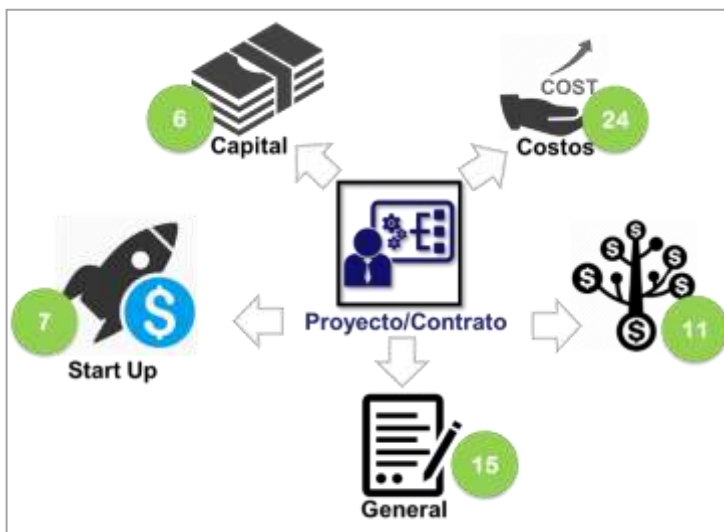 COST
6
24
Capital
Costos
$
$
$
$
$
$
$
7
Proyecto/Contrato
11
Start Up
15
General